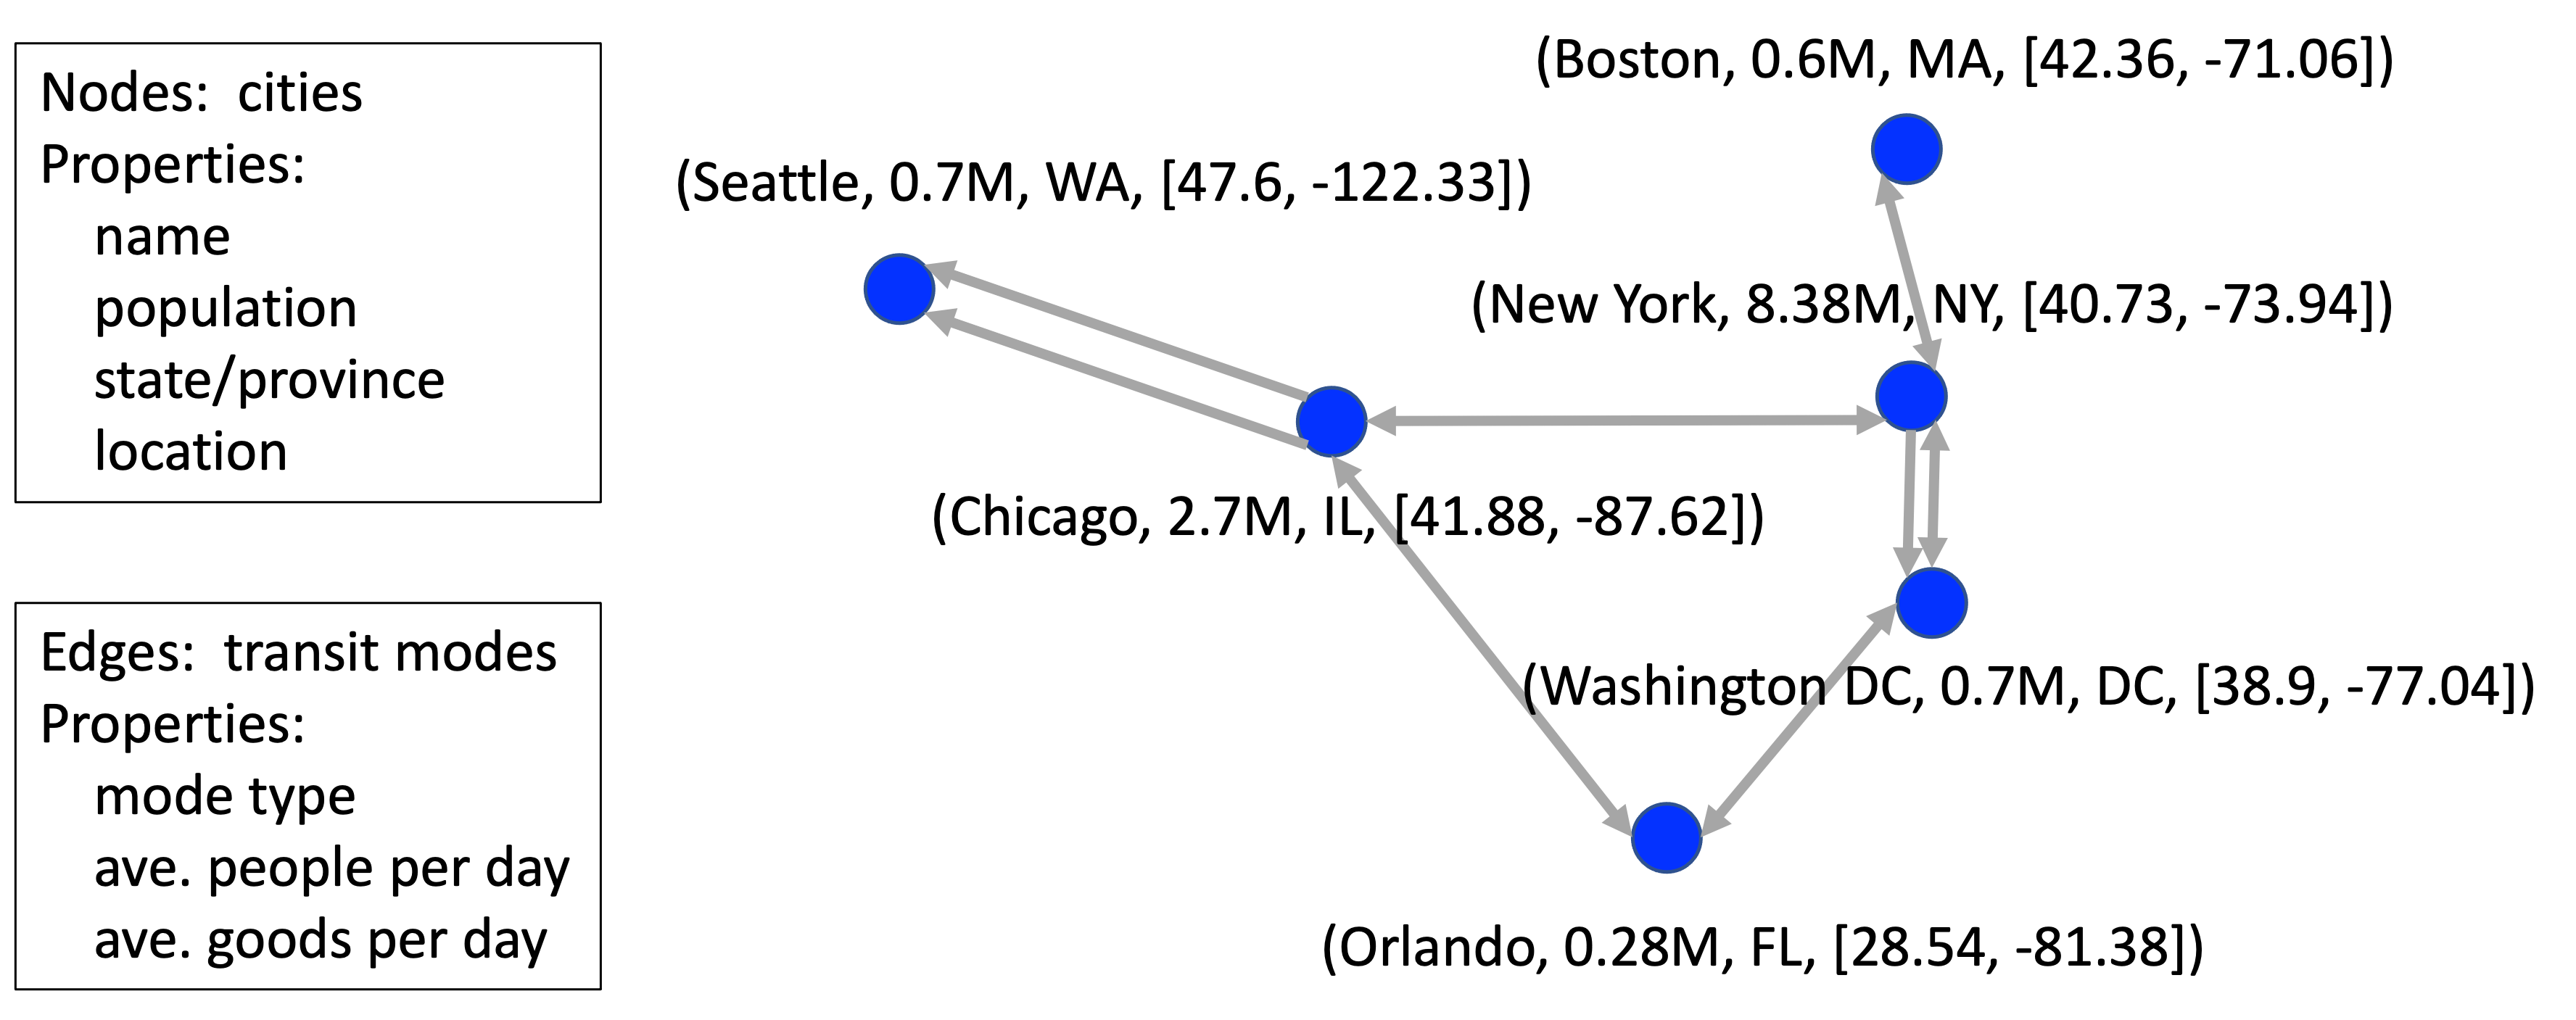 Nodes: cities
Properties:
name
population
state/province
location
Edges: transit modes
Properties:
mode type
ave. people per day
ave. goods per day
(Boston, 0.6M, MA, [42.36, -71.06])
(Seattle, 0.7M, WA, [47.6, -122.33])
(New York, 8.38M, NY, [40.73, -73.94])
(Chicago, 2.7M, IL, [41.88, -87.62])
(Washington DC, 0.7M, DC, [38.9, -77.04])
(Orlando, 0.28M, FL, [28.54, -81.38])